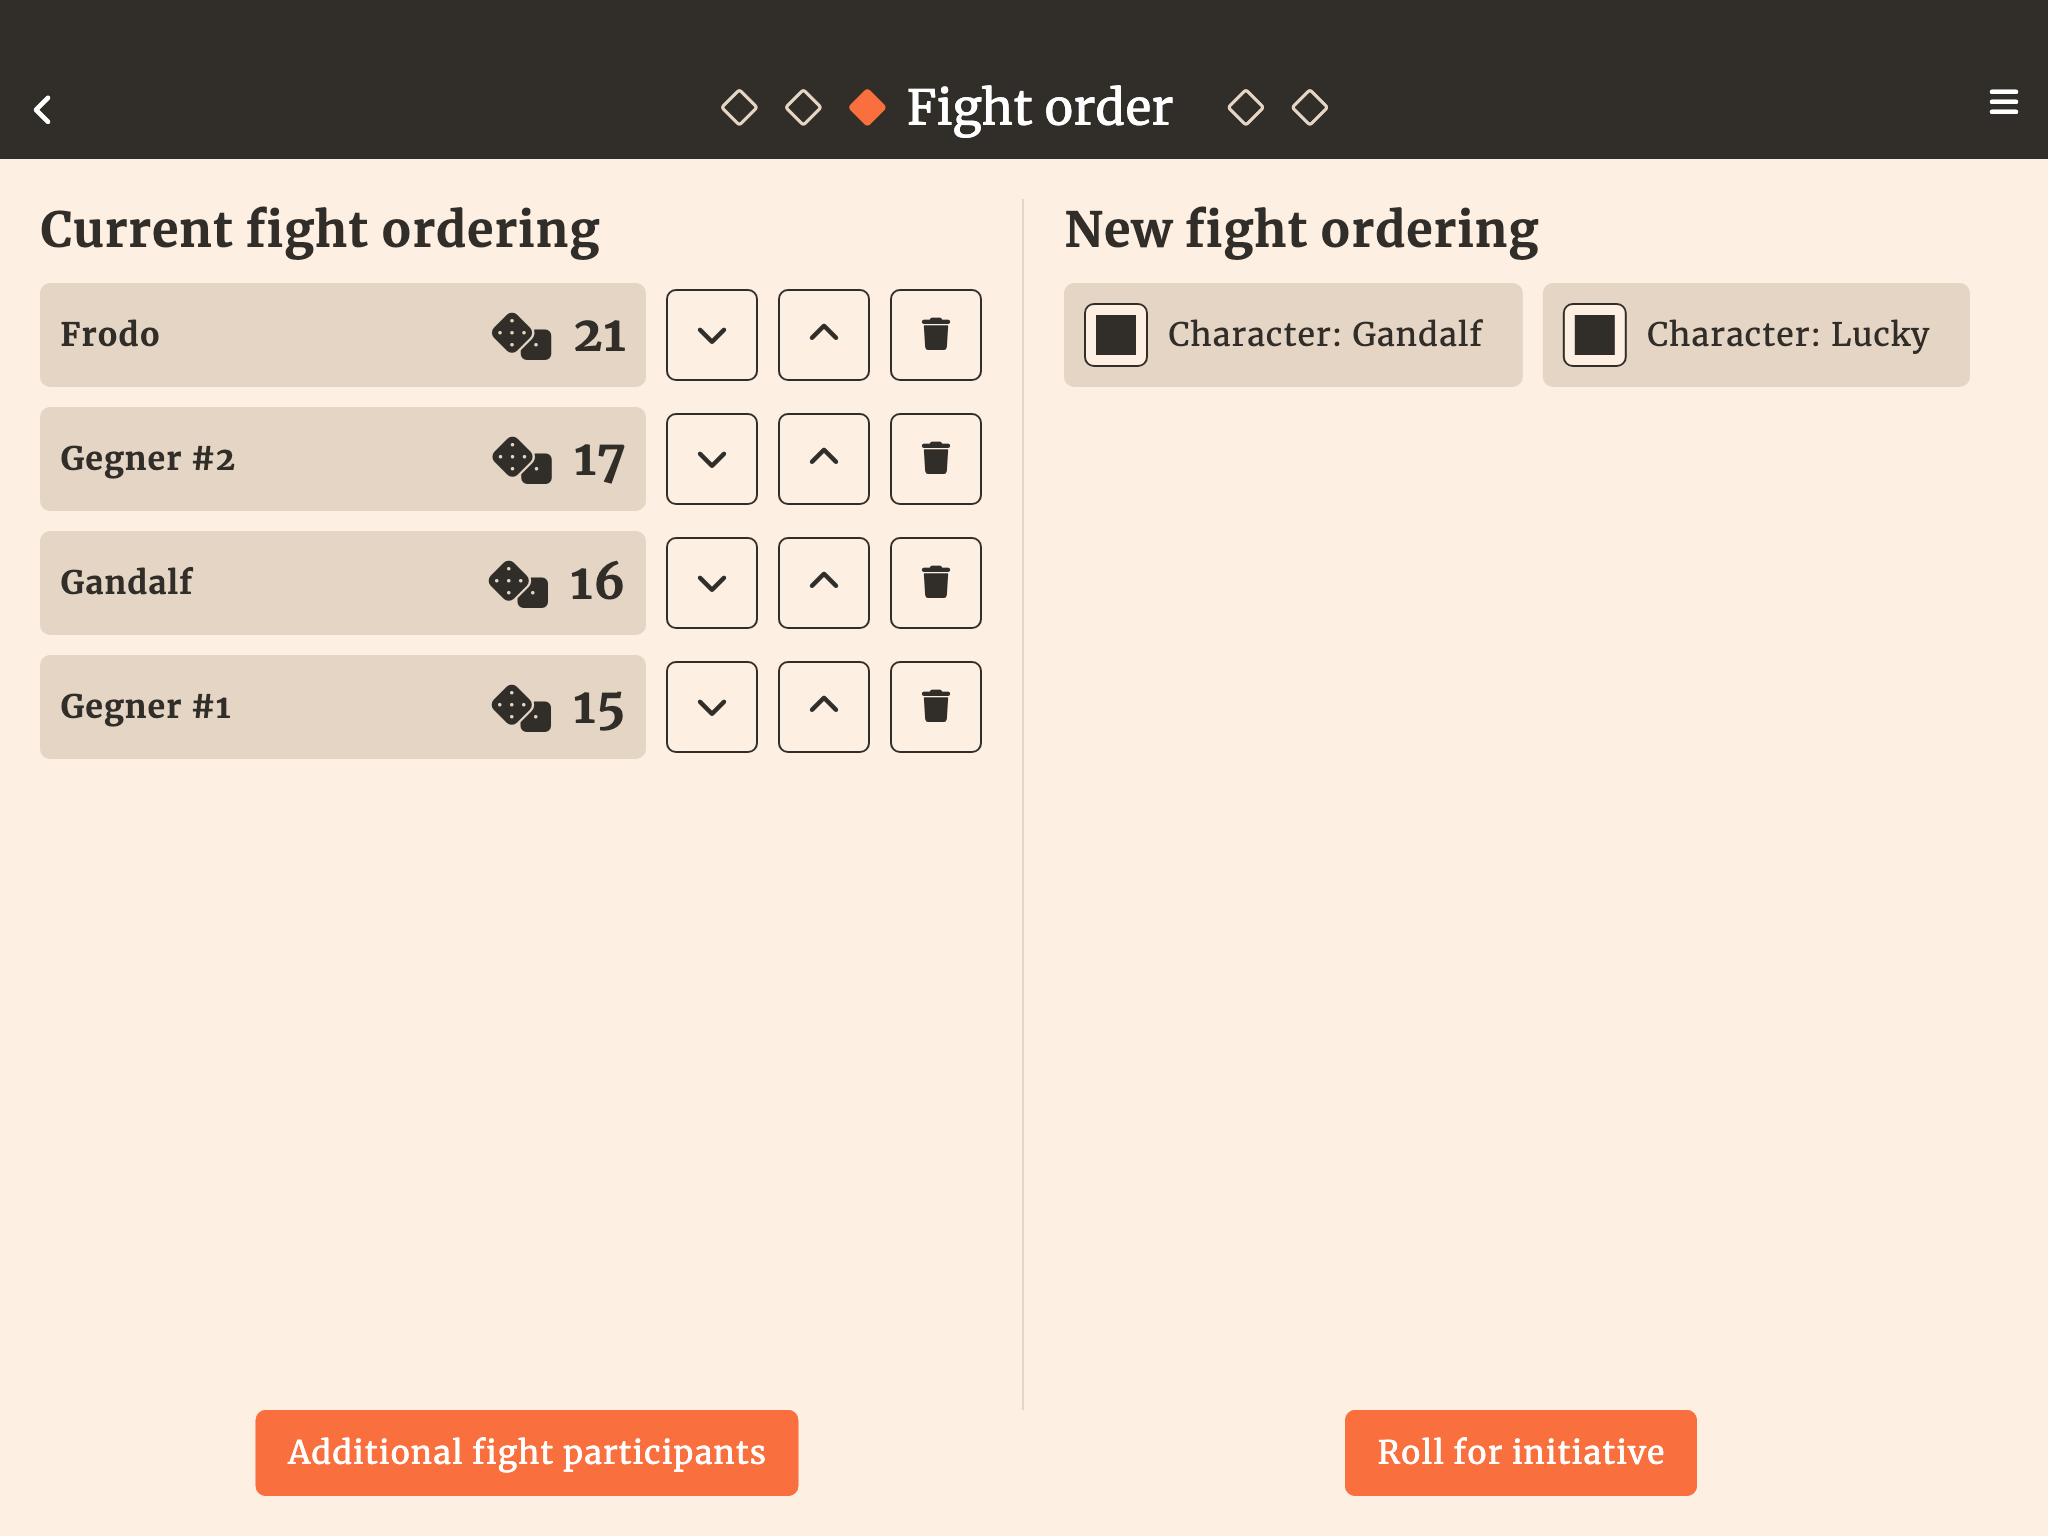 Fight order
Current fight ordering
Frodo 21
Gegner #2 17
Gandalf 16
Gegner #1 15
Additional fight participants
New fight ordering
Character: Gandalf
Character: Lucky
Roll for initiative